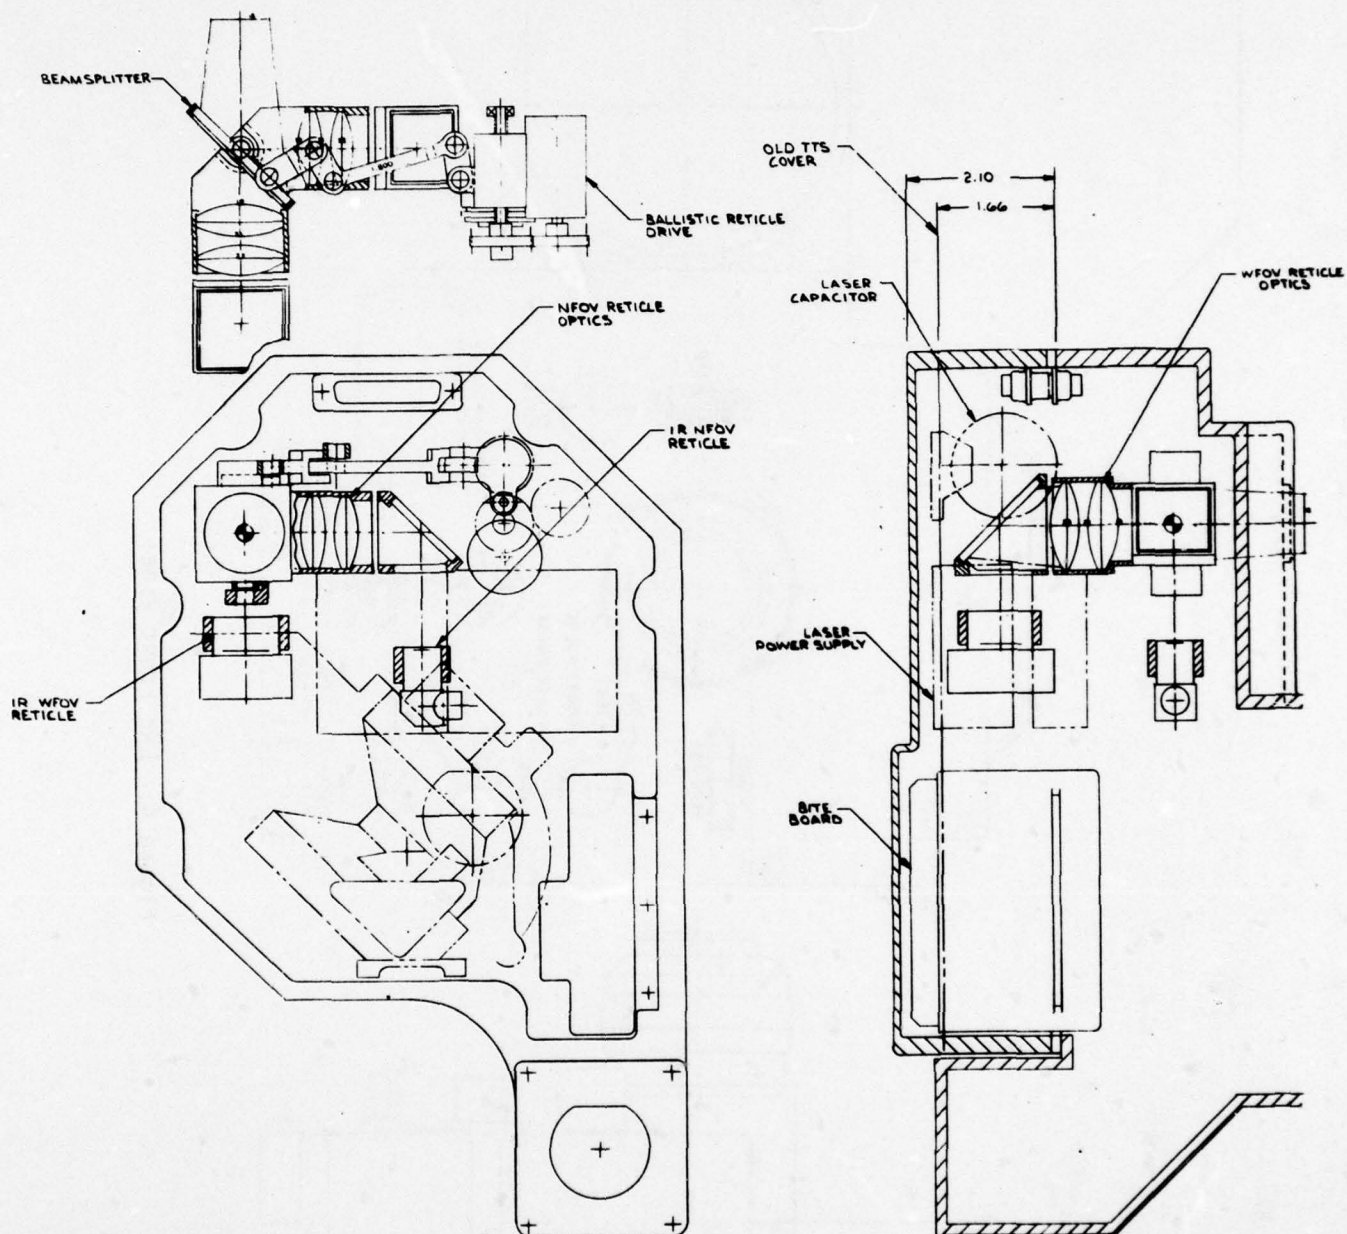 BEAMSPLITTER
.800
BALLISTIC RETICLE
DRIVE
OLD TTS
COVER
2.10
1.66
LASER
CAPACITOR
WFOV RETICLE
OPTICS
NFOV RETICLE
OPTICS
IR NFOV
RETICLE
LASER
POWER SUPPLY
IR WFOV
RETICLE
BITE
BOARD